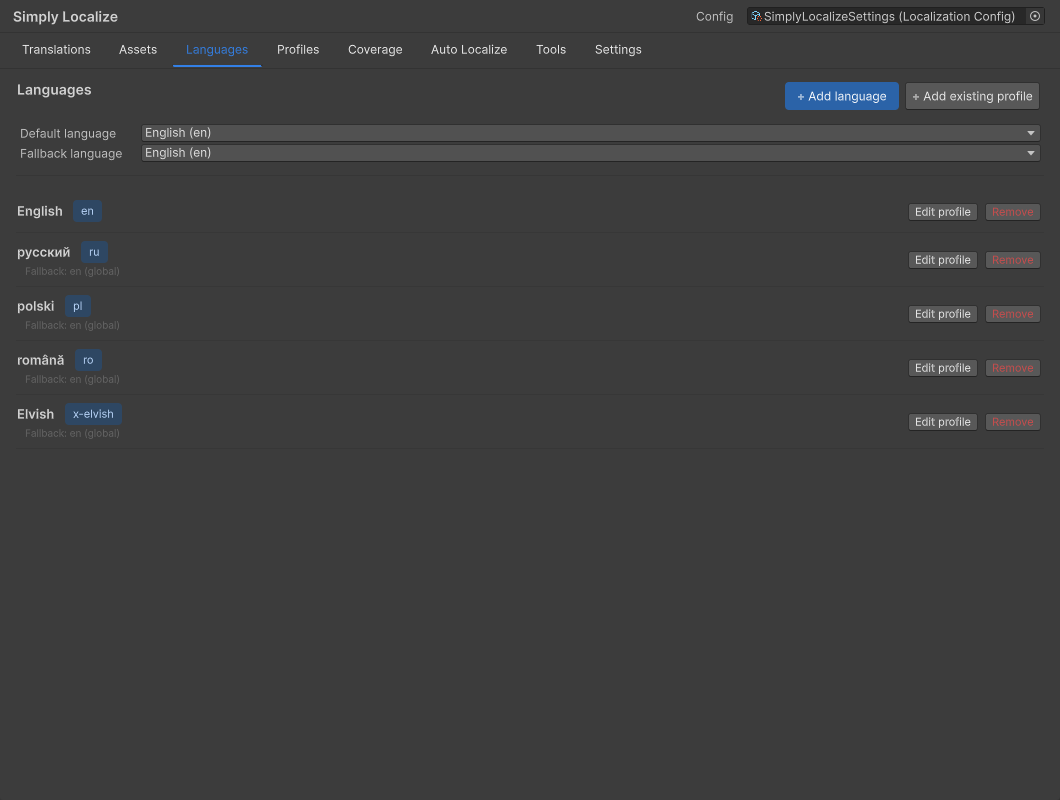 Simply Localize
Config SimplyLocalizeSettings (Localization Config)
Translations Assets Languages Profiles Coverage Auto Localize Tools Settings
Languages
+ Add language + Add existing profile
Default language English (en)
Fallback language English (en)
English en Edit profile Remove
русский ru
Fallback: en (global)
Edit profile Remove
polski pl
Fallback: en (global)
Edit profile Remove
română ro
Fallback: en (global)
Edit profile Remove
Elvish x-elvish
Fallback: en (global)
Edit profile Remove